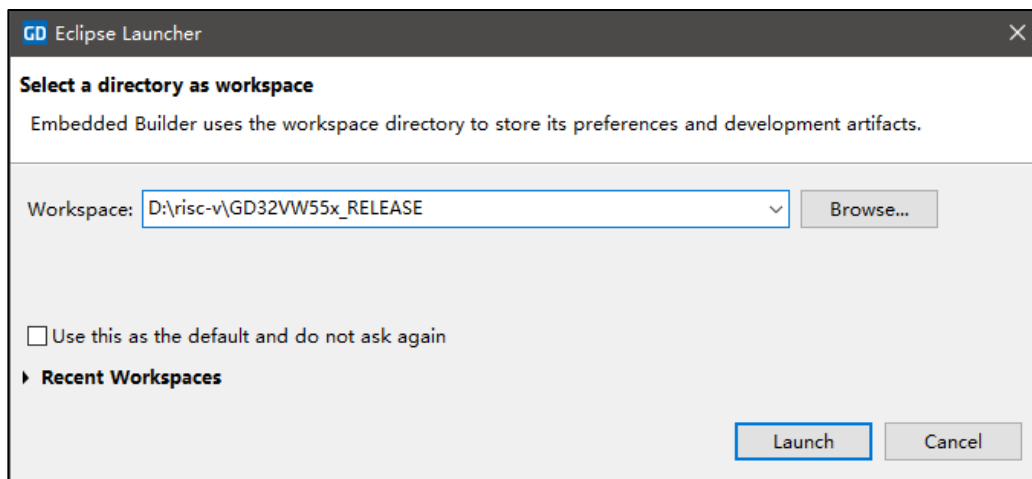 GD Eclipse Launcher
Select a directory as workspace
Embedded Builder uses the workspace directory to store its preferences and development artifacts.
Workspace: D:\risc-v\GD32VW55x_RELEASE Browse...
Use this as the default and do not ask again
Recent Workspaces
Launch Cancel